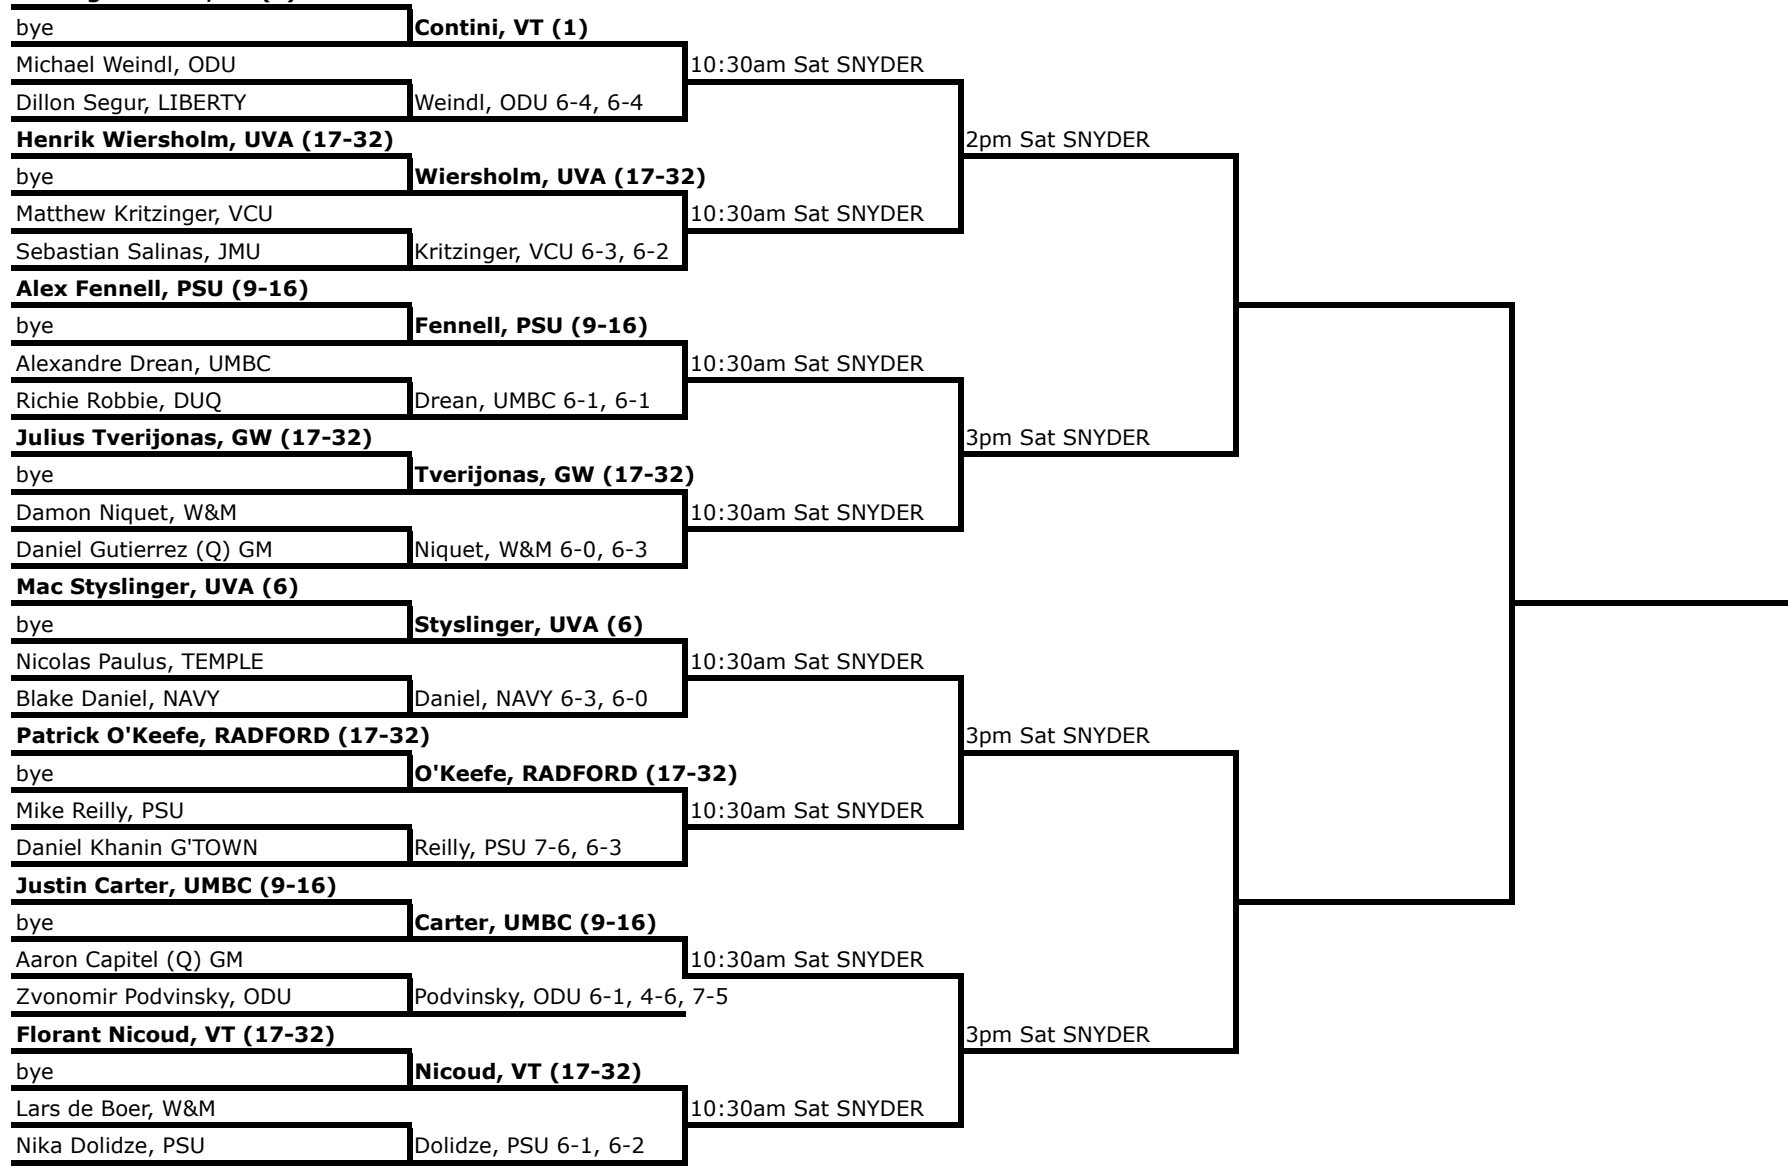 bye
Contini, VT (1)
Michael Weindl, ODU
10:30am Sat SNYDER
Dillon Segur, LIBERTY
Weindl, ODU 6-4, 6-4
Henrik Wiersholm, UVA (17-32)
2pm Sat SNYDER
bye
Wiersholm, UVA (17-32)
Matthew Kritzinger, VCU
10:30am Sat SNYDER
Sebastian Salinas, JMU
Kritzinger, VCU 6-3, 6-2
Alex Fennell, PSU (9-16)
bye
Fennell, PSU (9-16)
Alexandre Drean, UMBC
10:30am Sat SNYDER
Richie Robbie, DUQ
Drean, UMBC 6-1, 6-1
Julius Tverijonas, GW (17-32)
3pm Sat SNYDER
bye
Tverijonas, GW (17-32)
Damon Niquet, W&M
10:30am Sat SNYDER
Daniel Gutierrez (Q) GM
Niquet, W&M 6-0, 6-3
Mac Styslinger, UVA (6)
bye
Styslinger, UVA (6)
Nicolas Paulus, TEMPLE
10:30am Sat SNYDER
Blake Daniel, NAVY
Daniel, NAVY 6-3, 6-0
Patrick O'Keefe, RADFORD (17-32)
3pm Sat SNYDER
bye
O'Keefe, RADFORD (17-32)
Mike Reilly, PSU
10:30am Sat SNYDER
Daniel Khanin G'TOWN
Reilly, PSU 7-6, 6-3
Justin Carter, UMBC (9-16)
bye
Carter, UMBC (9-16)
Aaron Capitel (Q) GM
10:30am Sat SNYDER
Zvonomir Podvinsky, ODU
Podvinsky, ODU 6-1, 4-6, 7-5
Florant Nicoud, VT (17-32)
3pm Sat SNYDER
bye
Nicoud, VT (17-32)
Lars de Boer, W&M
10:30am Sat SNYDER
Nika Dolidze, PSU
Dolidze, PSU 6-1, 6-2